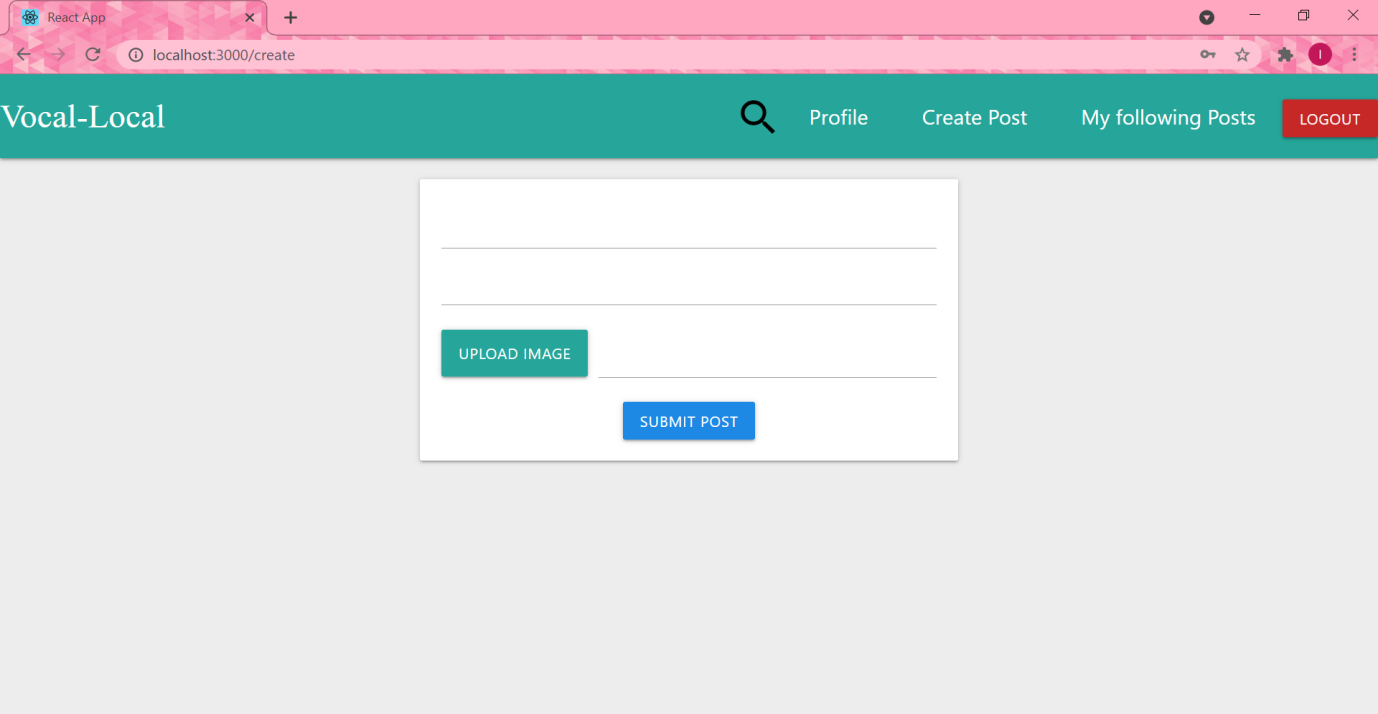 React App
localhost:3000/create
I
Vocal-Local
Profile
Create Post
My following Posts
LOGOUT
UPLOAD IMAGE
SUBMIT POST